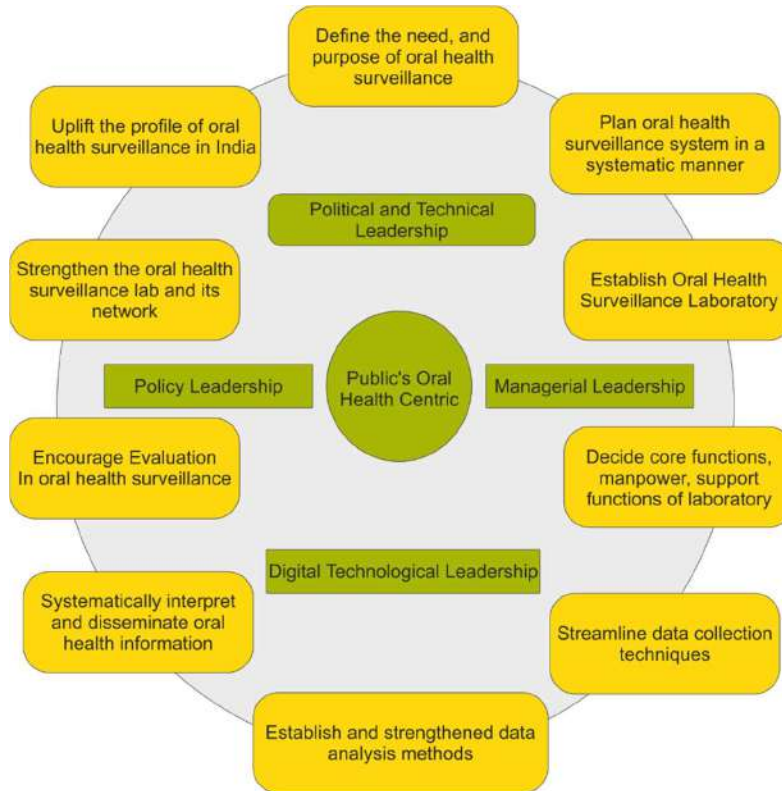 Define the need, and
purpose of oral health
surveillance
Uplift the profile of oral
health surveillance in India
Plan oral health
surveillance system in a
systematic manner
Political and Technical
Leadership
Strengthen the oral health
surveillance lab and its
network
Establish Oral Health
Surveillance Laboratory
Policy Leadership
Public's Oral
Health Centric
Managerial Leadership
Encourage Evaluation
In oral health surveillance
Decide core functions,
manpower, support
functions of laboratory
Digital Technological Leadership
Systematically interpret
and disseminate oral
health information
Streamline data collection
techniques
Establish and strengthened data
analysis methods